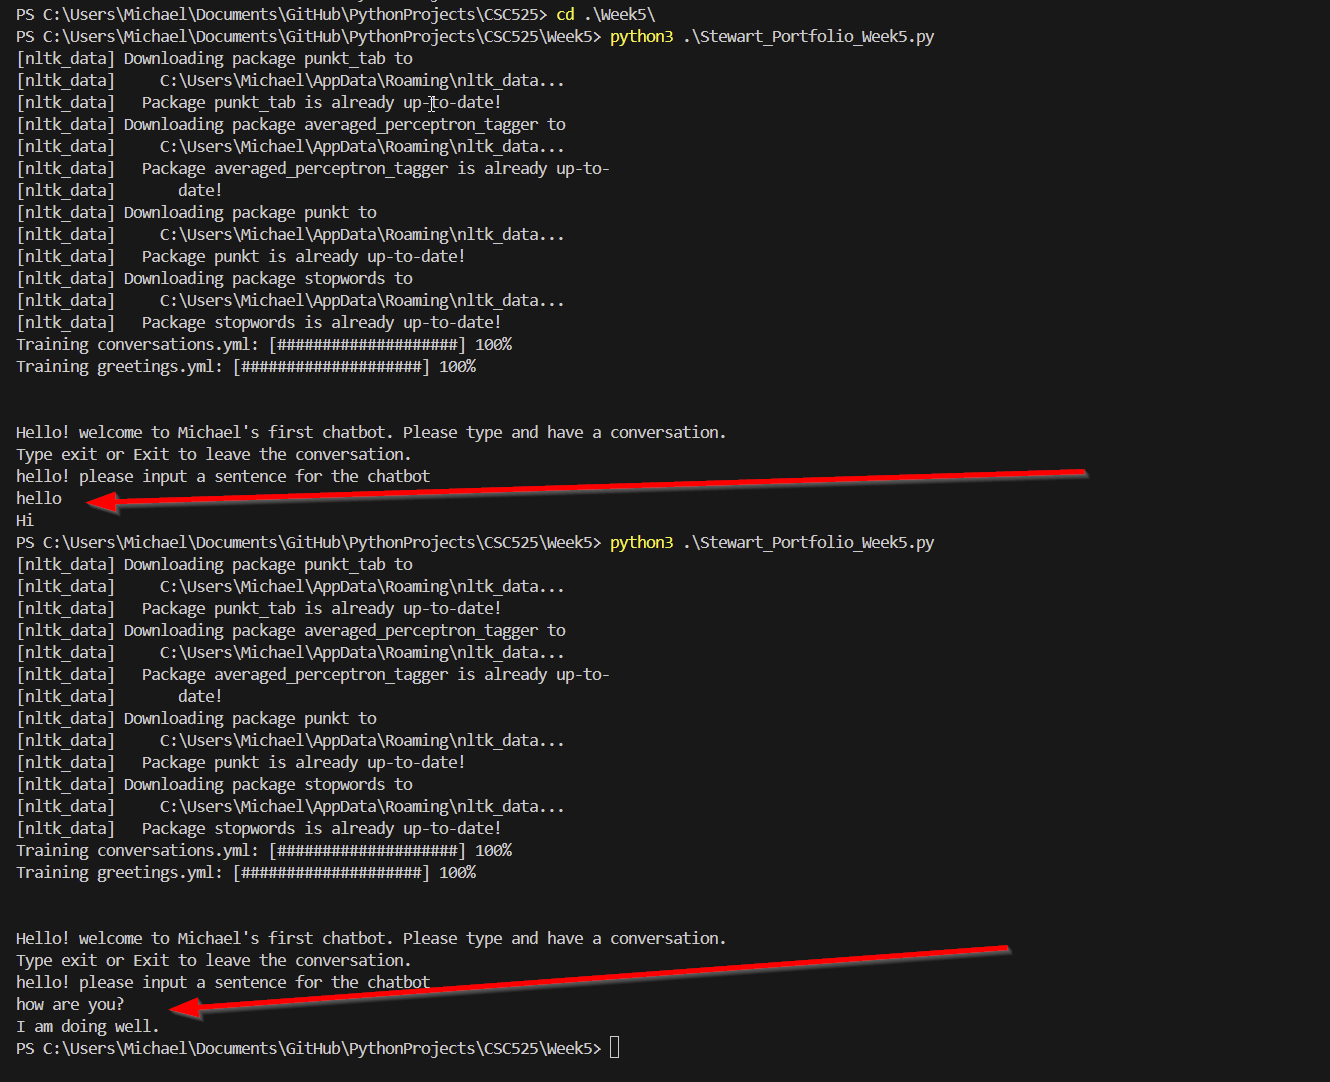 PS C:\Users\Michael\Documents\GitHub\PythonProjects\CSC525> cd .\Week5\
PS C:\Users\Michael\Documents\GitHub\PythonProjects\CSC525\Week5> python3 .\Stewart_Portfolio_Week5.py
[nltk_data] Downloading package punkt_tab to
[nltk_data]     C:\Users\Michael\AppData\Roaming\nltk_data...
[nltk_data]   Package punkt_tab is already up-to-date!
[nltk_data] Downloading package averaged_perceptron_tagger to
[nltk_data]     C:\Users\Michael\AppData\Roaming\nltk_data...
[nltk_data]   Package averaged_perceptron_tagger is already up-to-
[nltk_data]       date!
[nltk_data] Downloading package punkt to
[nltk_data]     C:\Users\Michael\AppData\Roaming\nltk_data...
[nltk_data]   Package punkt is already up-to-date!
[nltk_data] Downloading package stopwords to
[nltk_data]     C:\Users\Michael\AppData\Roaming\nltk_data...
[nltk_data]   Package stopwords is already up-to-date!
Training conversations.yml: [####################] 100%
Training greetings.yml: [####################] 100%
Hello! welcome to Michael's first chatbot. Please type and have a conversation.
Type exit or Exit to leave the conversation.
hello! please input a sentence for the chatbot
hello
Hi
PS C:\Users\Michael\Documents\GitHub\PythonProjects\CSC525\Week5> python3 .\Stewart_Portfolio_Week5.py
[nltk_data] Downloading package punkt_tab to
[nltk_data]     C:\Users\Michael\AppData\Roaming\nltk_data...
[nltk_data]   Package punkt_tab is already up-to-date!
[nltk_data] Downloading package averaged_perceptron_tagger to
[nltk_data]     C:\Users\Michael\AppData\Roaming\nltk_data...
[nltk_data]   Package averaged_perceptron_tagger is already up-to-
[nltk_data]       date!
[nltk_data] Downloading package punkt to
[nltk_data]     C:\Users\Michael\AppData\Roaming\nltk_data...
[nltk_data]   Package punkt is already up-to-date!
[nltk_data] Downloading package stopwords to
[nltk_data]     C:\Users\Michael\AppData\Roaming\nltk_data...
[nltk_data]   Package stopwords is already up-to-date!
Training conversations.yml: [####################] 100%
Training greetings.yml: [####################] 100%
Hello! welcome to Michael's first chatbot. Please type and have a conversation.
Type exit or Exit to leave the conversation.
hello! please input a sentence for the chatbot
how are you?
I am doing well.
PS C:\Users\Michael\Documents\GitHub\PythonProjects\CSC525\Week5>